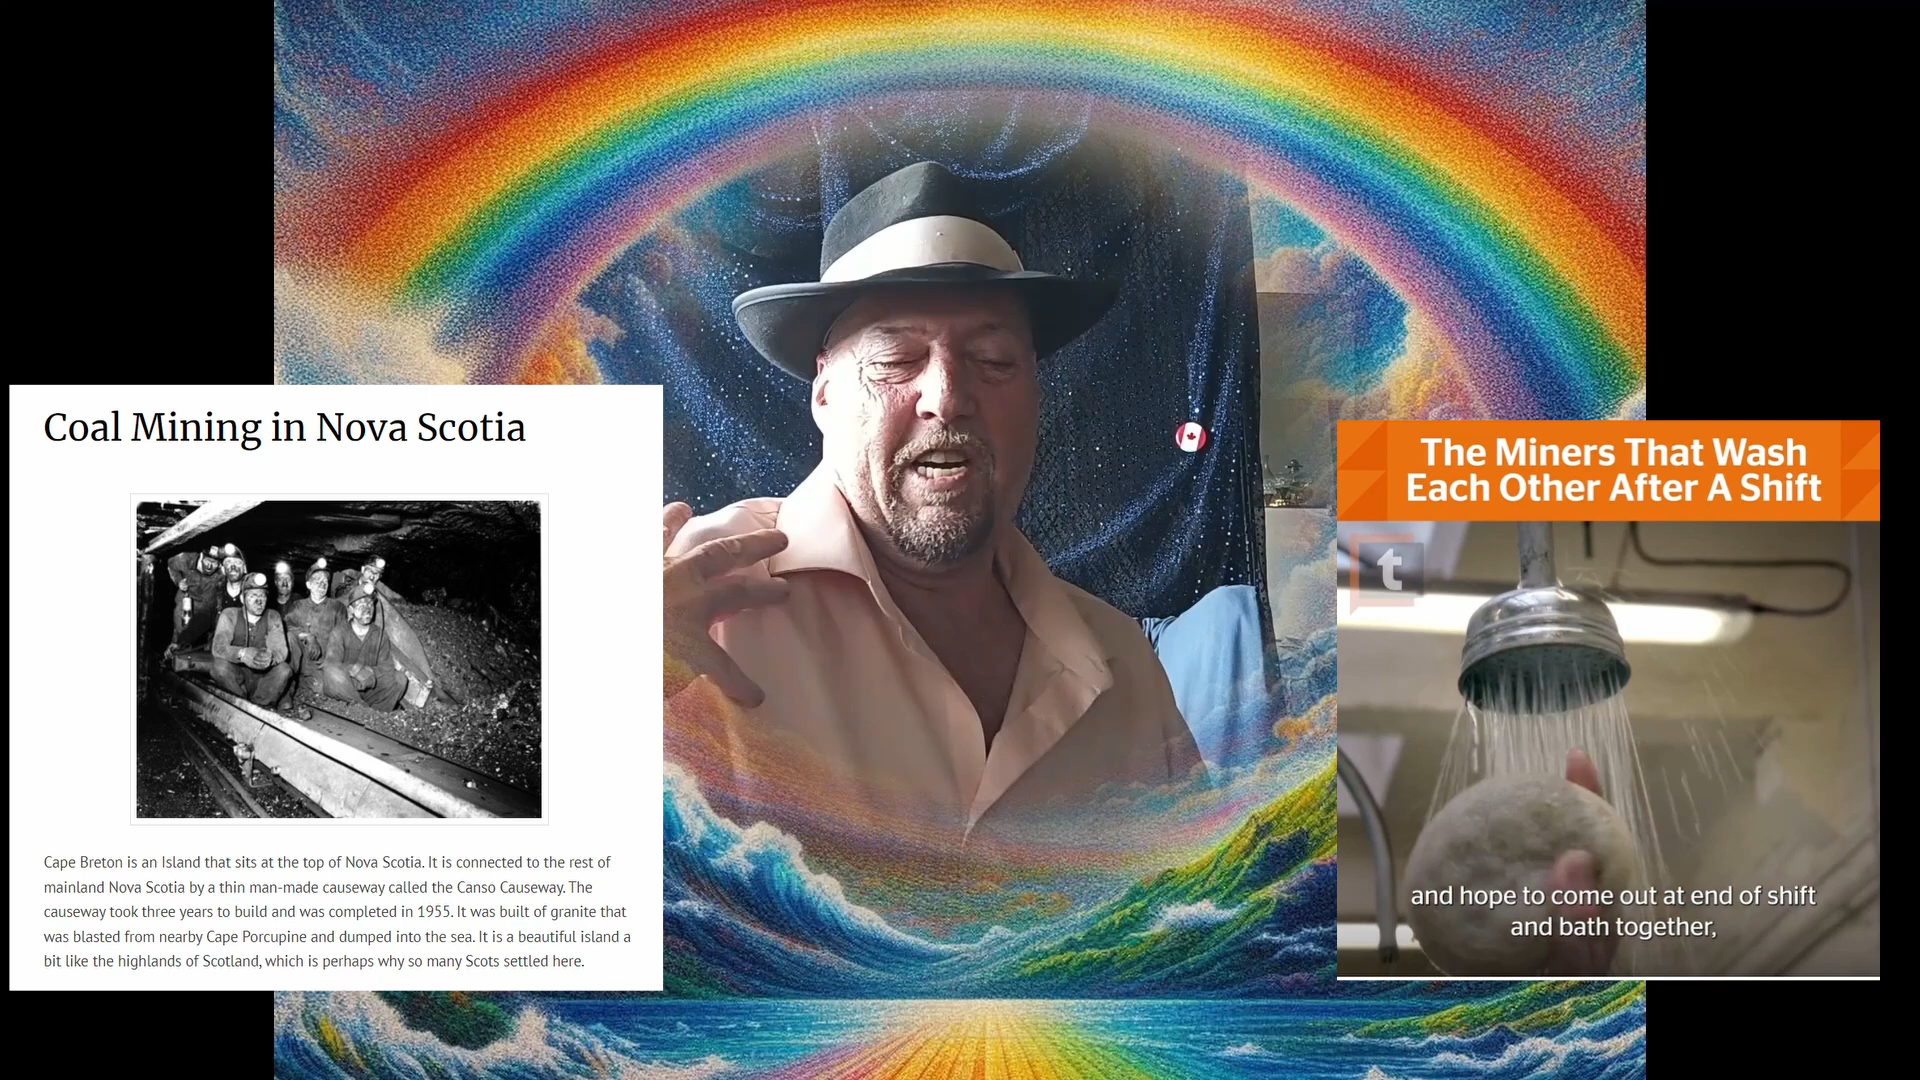 Coal Mining in Nova Scotia
Cape Breton is an Island that sits at the top of Nova Scotia. It is connected to the rest of
mainland Nova Scotia by a thin man-made causeway called the Canso Causeway. The
causeway took three years to build and was completed in 1955. It was built of granite that
was blasted from nearby Cape Porcupine and dumped into the sea. It is a beautiful island a
bit like the highlands of Scotland, which is perhaps why so many Scots settled here.
The Miners That Wash
Each Other After A Shift
t
and hope to come out at end of shift
and bath together,